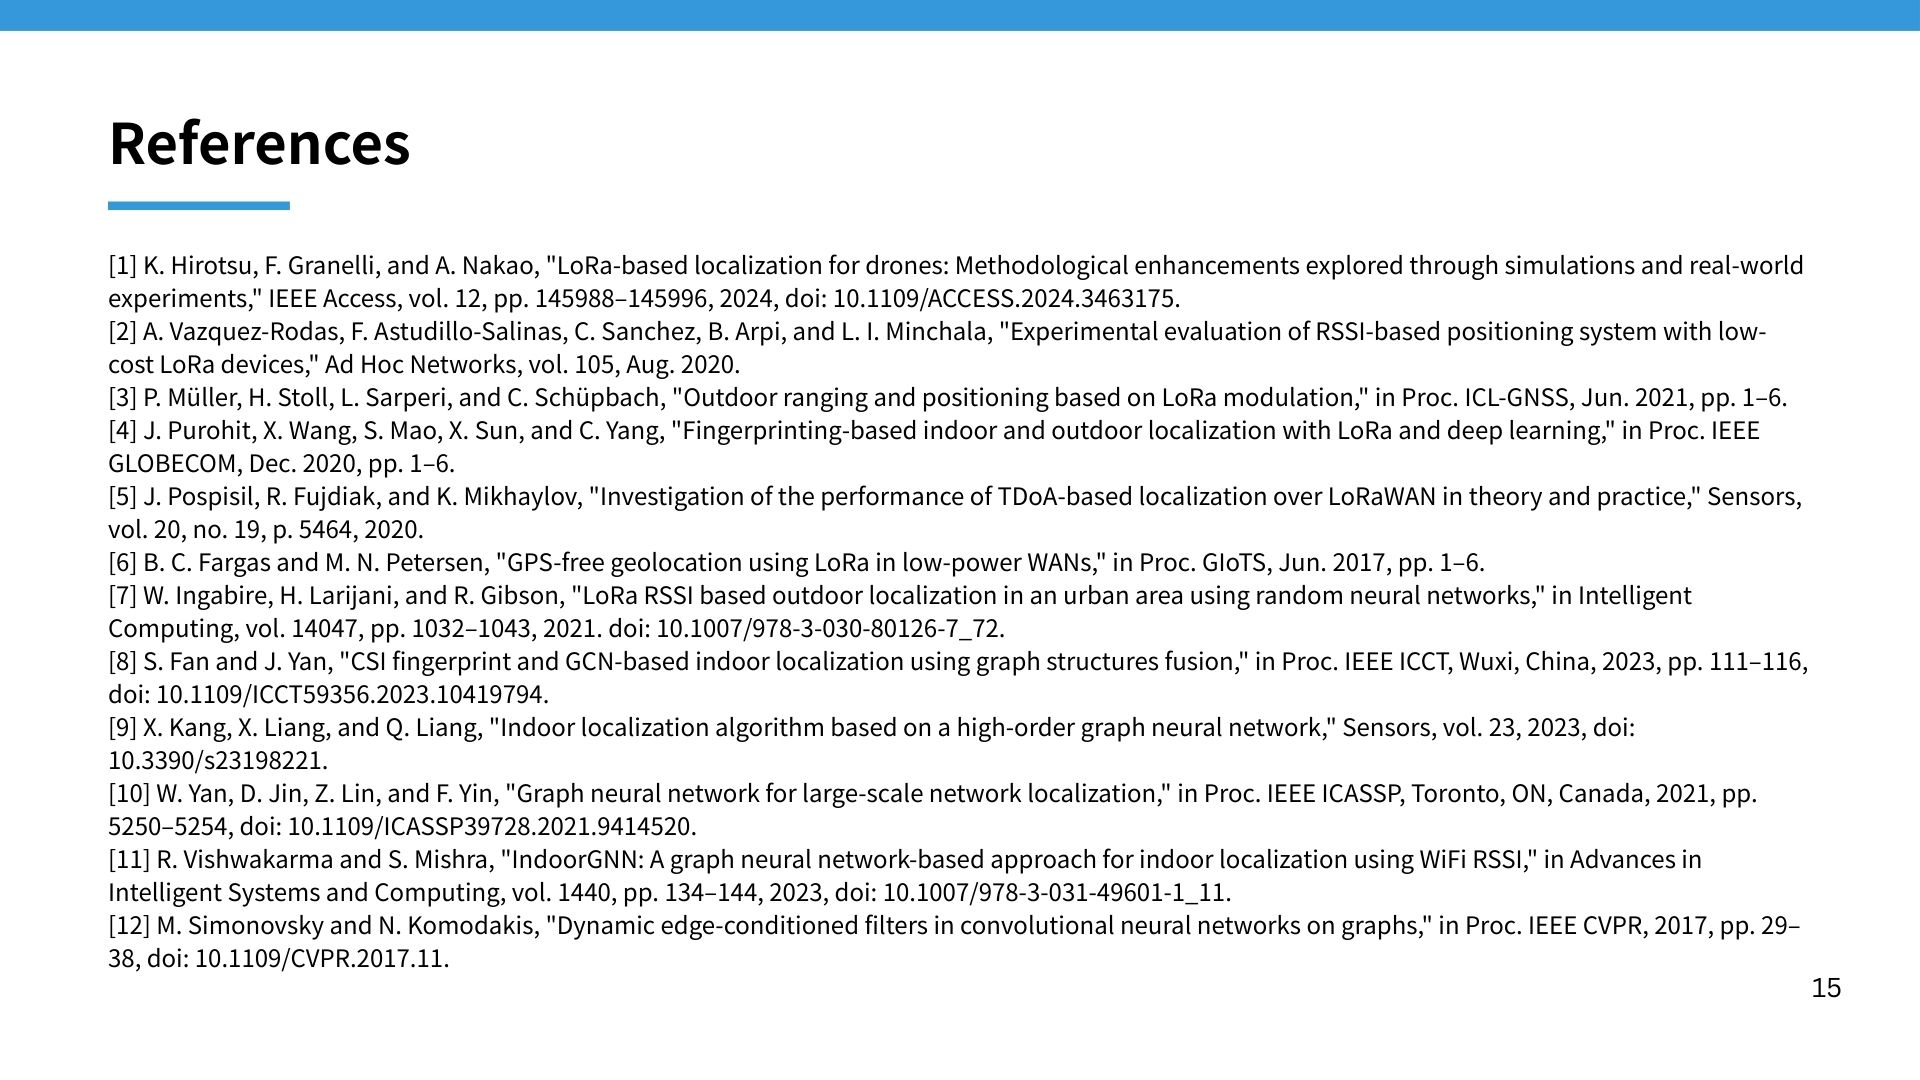 References
[1] K. Hirotsu, F. Granelli, and A. Nakao, "LoRa-based localization for drones: Methodological enhancements explored through simulations and real-world
experiments," IEEE Access, vol. 12, pp. 145988–145996, 2024, doi: 10.1109/ACCESS.2024.3463175.
[2] A. Vazquez-Rodas, F. Astudillo-Salinas, C. Sanchez, B. Arpi, and L. I. Minchala, "Experimental evaluation of RSSI-based positioning system with low-
cost LoRa devices," Ad Hoc Networks, vol. 105, Aug. 2020.
[3] P. Müller, H. Stoll, L. Sarperi, and C. Schüpbach, "Outdoor ranging and positioning based on LoRa modulation," in Proc. ICL-GNSS, Jun. 2021, pp. 1–6.
[4] J. Purohit, X. Wang, S. Mao, X. Sun, and C. Yang, "Fingerprinting-based indoor and outdoor localization with LoRa and deep learning," in Proc. IEEE
GLOBECOM, Dec. 2020, pp. 1–6.
[5] J. Pospisil, R. Fujdiak, and K. Mikhaylov, "Investigation of the performance of TDoA-based localization over LoRaWAN in theory and practice," Sensors,
vol. 20, no. 19, p. 5464, 2020.
[6] B. C. Fargas and M. N. Petersen, "GPS-free geolocation using LoRa in low-power WANs," in Proc. GIoTS, Jun. 2017, pp. 1–6.
[7] W. Ingabire, H. Larijani, and R. Gibson, "LoRa RSSI based outdoor localization in an urban area using random neural networks," in Intelligent
Computing, vol. 14047, pp. 1032–1043, 2021. doi: 10.1007/978-3-030-80126-7_72.
[8] S. Fan and J. Yan, "CSI fingerprint and GCN-based indoor localization using graph structures fusion," in Proc. IEEE ICCT, Wuxi, China, 2023, pp. 111–116,
doi: 10.1109/ICCT59356.2023.10419794.
[9] X. Kang, X. Liang, and Q. Liang, "Indoor localization algorithm based on a high-order graph neural network," Sensors, vol. 23, 2023, doi:
10.3390/s23198221.
[10] W. Yan, D. Jin, Z. Lin, and F. Yin, "Graph neural network for large-scale network localization," in Proc. IEEE ICASSP, Toronto, ON, Canada, 2021, pp.
5250–5254, doi: 10.1109/ICASSP39728.2021.9414520.
[11] R. Vishwakarma and S. Mishra, "IndoorGNN: A graph neural network-based approach for indoor localization using WiFi RSSI," in Advances in
Intelligent Systems and Computing, vol. 1440, pp. 134–144, 2023, doi: 10.1007/978-3-031-49601-1_11.
[12] M. Simonovsky and N. Komodakis, "Dynamic edge-conditioned filters in convolutional neural networks on graphs," in Proc. IEEE CVPR, 2017, pp. 29–
38, doi: 10.1109/CVPR.2017.11.
15